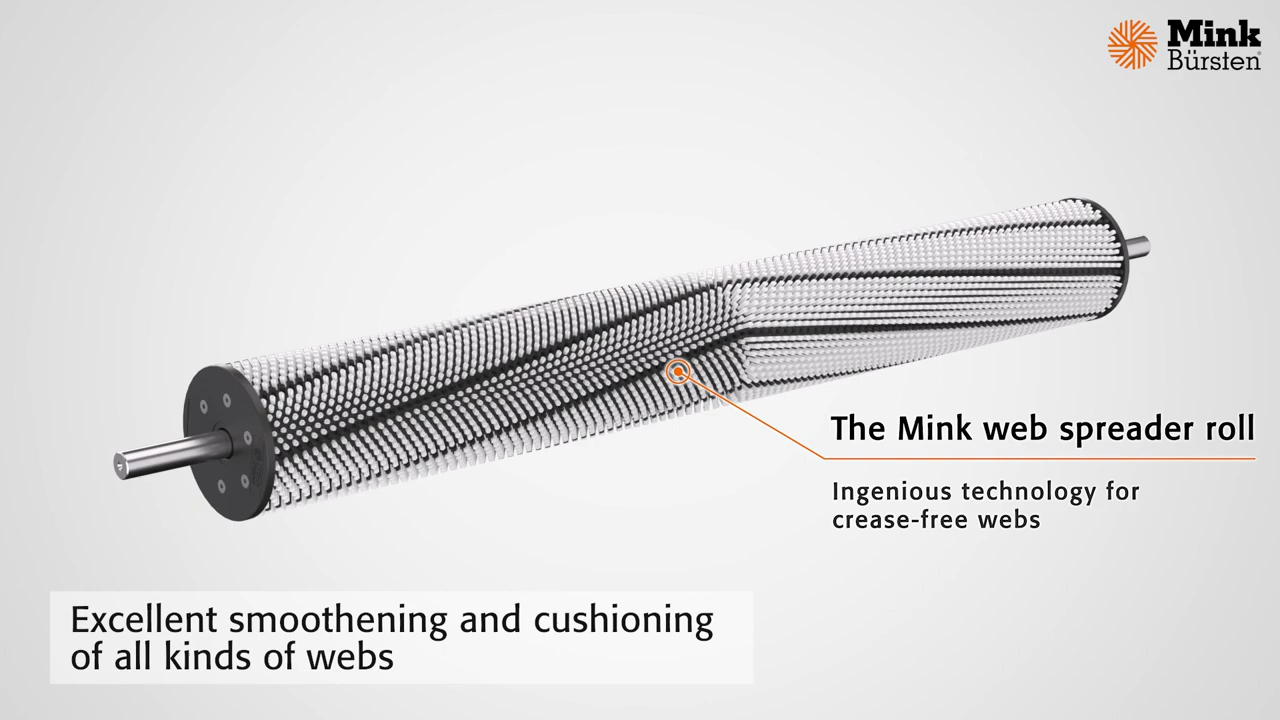 Mink
Bürsten®
The Mink web spreader roll
Ingenious technology for
crease-free webs
Excellent smoothening and cushioning
of all kinds of webs